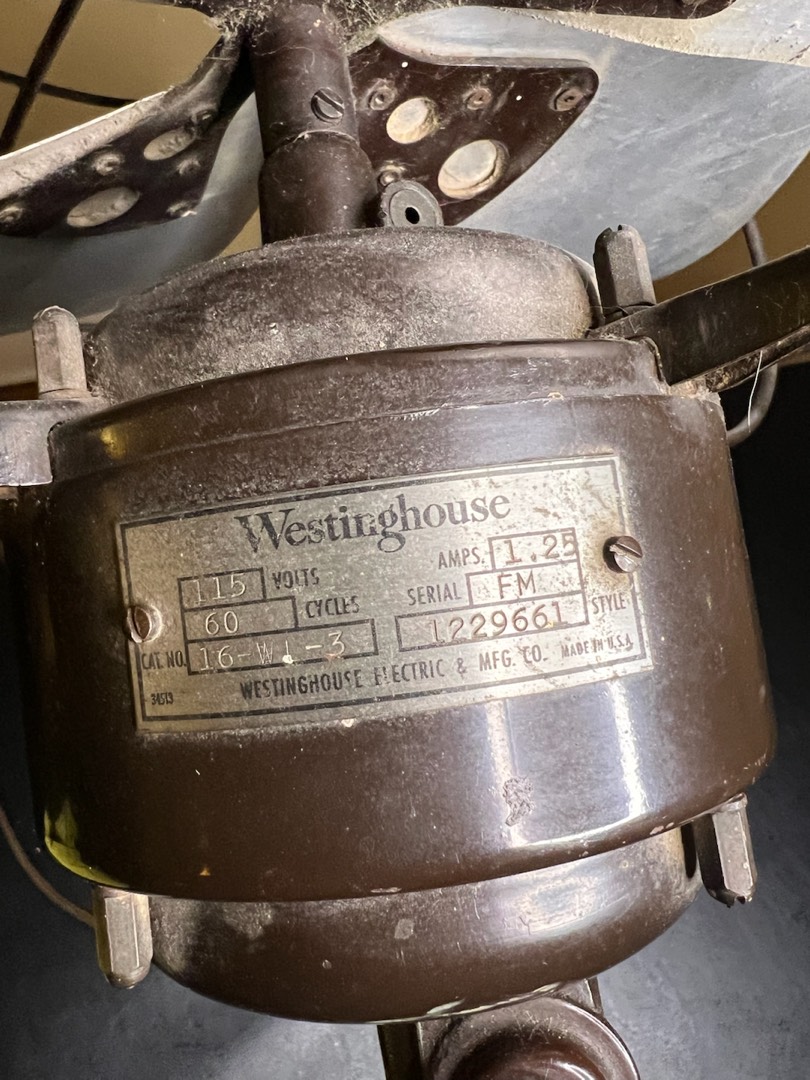 Westinghouse
115 VOLTS AMPS. 1.25
60 CYCLES SERIAL FM
CAT. NO. 16-WL-3 1229661 STYLE
34513 WESTINGHOUSE ELECTRIC & MFG. CO. MADE IN U.S.A.